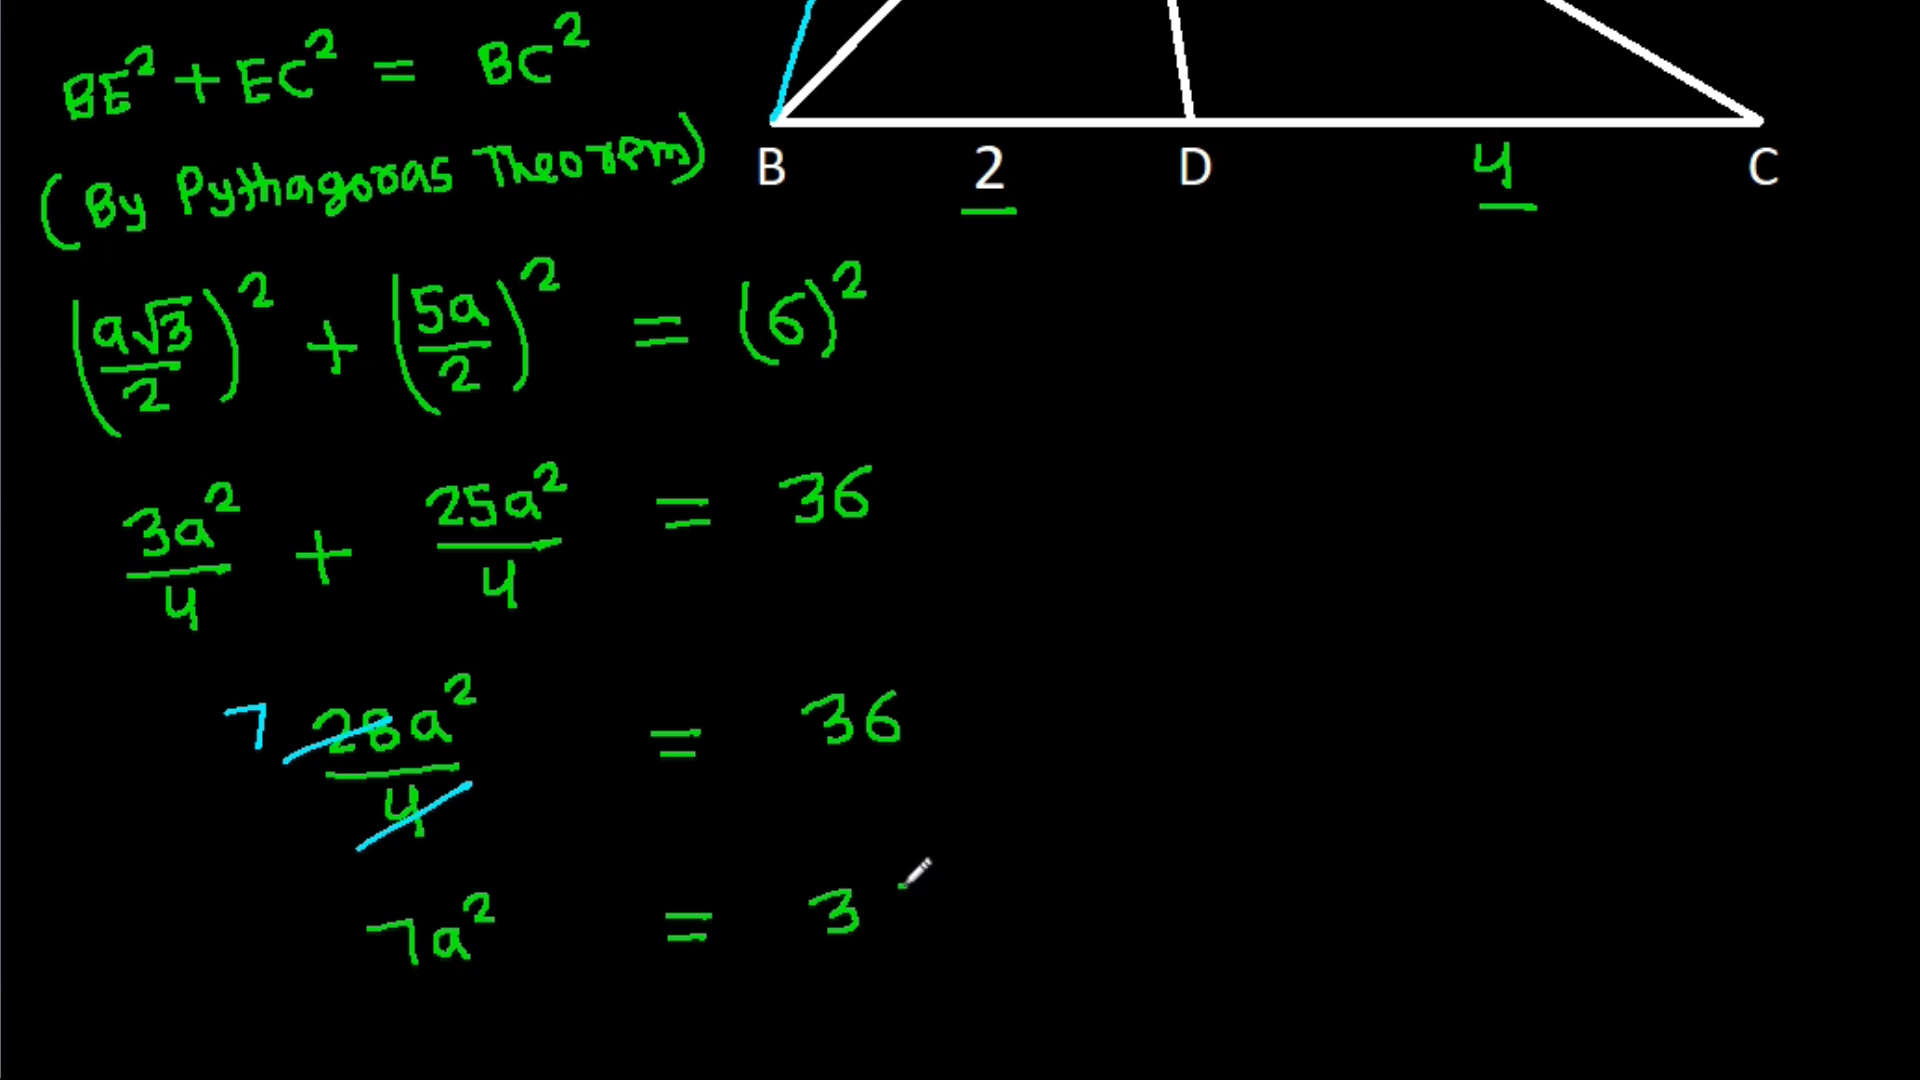 BE² + EC² = BC²
(By Pythagoras Theorem)
B 2 D 4 C
(a√3/2)² + (5a/2)² = (6)²
3a²/4 + 25a²/4 = 36
7 28a²/4 = 36
7a² = 3